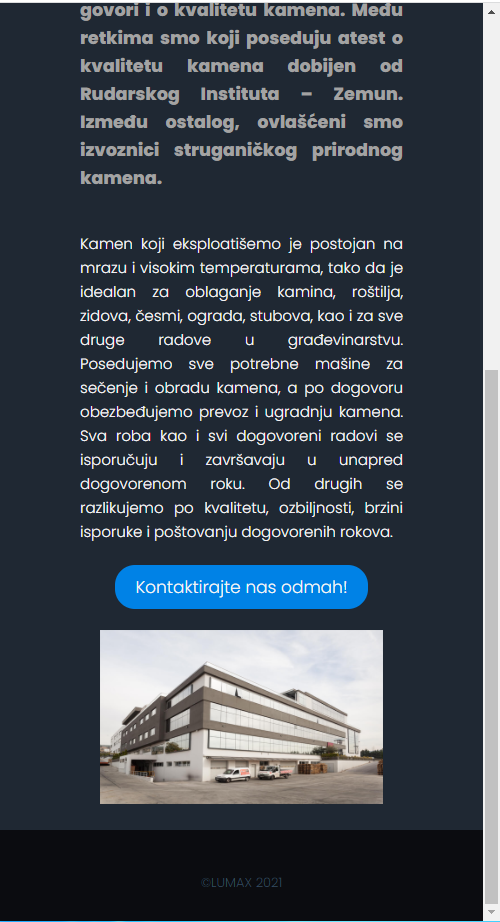 govori i o kvalitetu kamena. Među
retkima smo koji poseduju atest o
kvalitetu kamena dobijen od
Rudarskog Instituta – Zemun.
Između ostalog, ovlašćeni smo
izvoznici struganičkog prirodnog
kamena.
Kamen koji eksploatišemo je postojan na
mrazu i visokim temperaturama, tako da je
idealan za oblaganje kamina, roštilja,
zidova, česmi, ograda, stubova, kao i za sve
druge radove u građevinarstvu.
Posedujemo sve potrebne mašine za
sečenje i obradu kamena, a po dogovoru
obezbeđujemo prevoz i ugradnju kamena.
Sva roba kao i svi dogovoreni radovi se
isporučuju i završavaju u unapred
dogovorenom roku. Od drugih se
razlikujemo po kvalitetu, ozbiljnosti, brzini
isporuke i poštovanju dogovorenih rokova.
Kontaktirajte nas odmah!
©LUMAX 2021